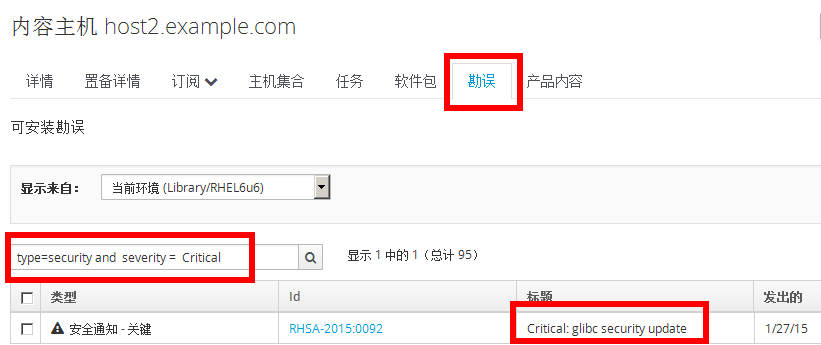 内容主机 host2.example.com
详情 置备详情 订阅 主机集合 任务 软件包 勘误 产品内容
可安装勘误
显示来自： 当前环境 (Library/RHEL6u6)
type=security and severity = Critical 显示 1 中的 1（总计 95）
类型 Id 标题 发出的
安全通知 - 关键 RHSA-2015:0092 Critical: glibc security update 1/27/15